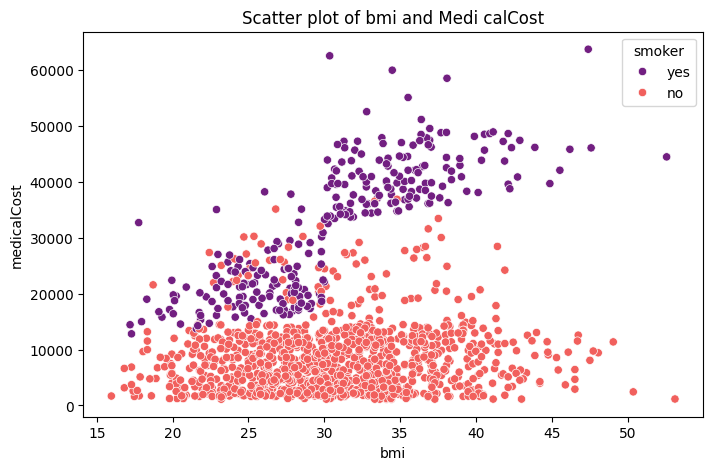 Scatter plot of bmi and Medi calCost
smoker
yes
no
60000
50000
40000
30000
20000
10000
0
medicalCost
15 20 25 30 35 40 45 50
bmi